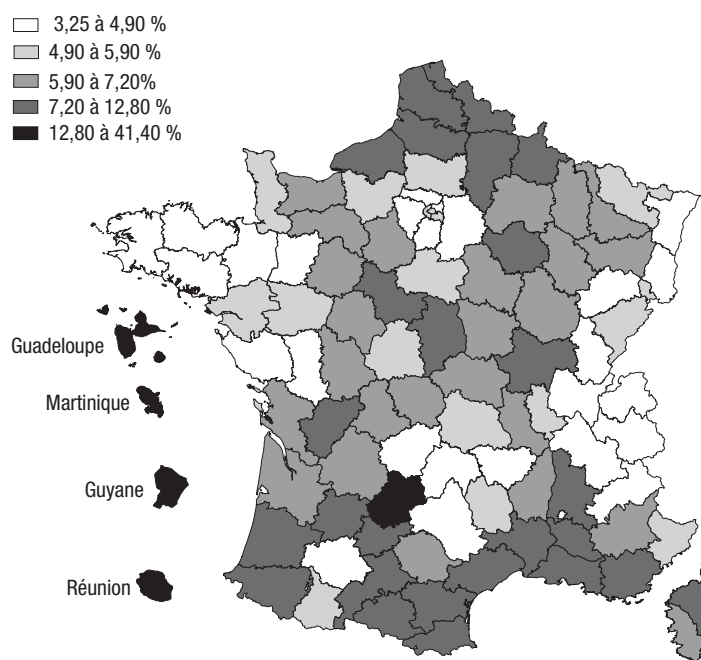 3,25 à 4,90 %
4,90 à 5,90 %
5,90 à 7,20%
7,20 à 12,80 %
12,80 à 41,40 %
Guadeloupe
Martinique
Guyane
Réunion